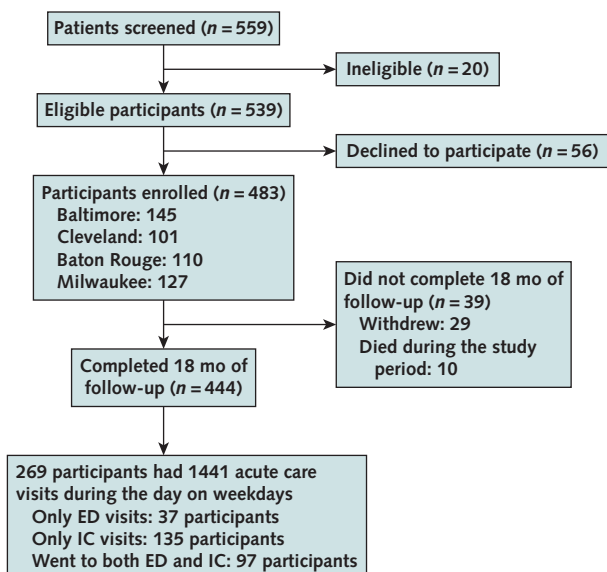 Patients screened (n = 559)
Ineligible (n = 20)
Eligible participants (n = 539)
Declined to participate (n = 56)
Participants enrolled (n = 483)
Baltimore: 145
Cleveland: 101
Baton Rouge: 110
Milwaukee: 127
Did not complete 18 mo of
follow-up (n = 39)
Withdrew: 29
Died during the study
period: 10
Completed 18 mo of
follow-up (n = 444)
269 participants had 1441 acute care
visits during the day on weekdays
Only ED visits: 37 participants
Only IC visits: 135 participants
Went to both ED and IC: 97 participants